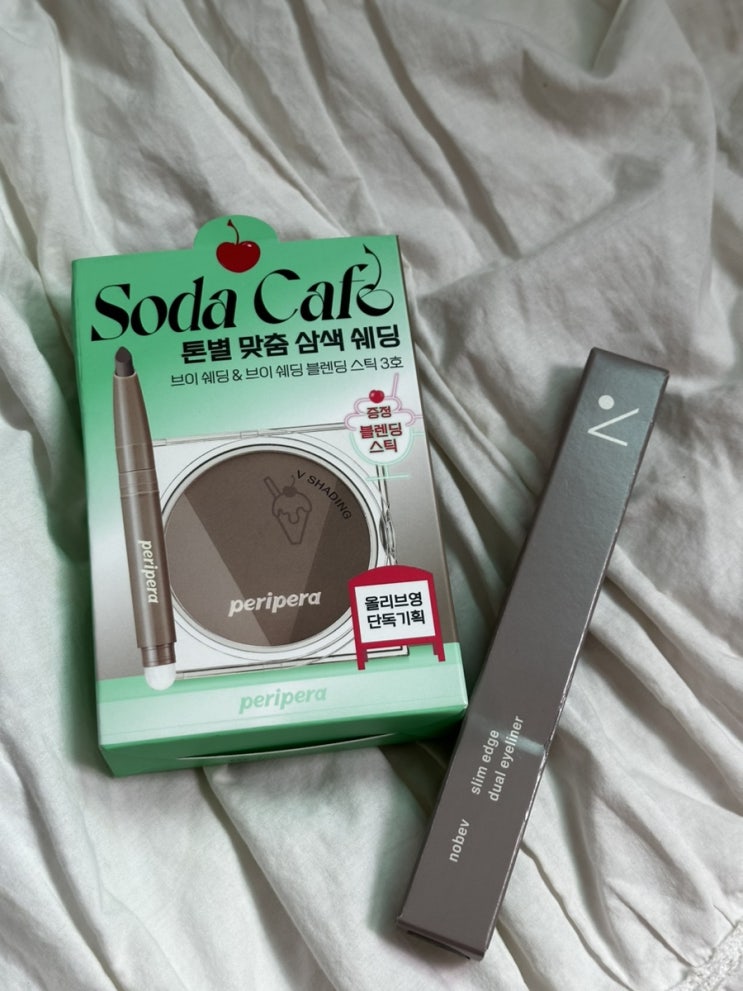 Soda Café
톤별 맞춤 삼색 쉐딩
브이 쉐딩 & 브이 쉐딩 블렌딩 스틱 3호
증정
블렌딩
스틱
V SHADING
peripera
peripera
올리브영
단독기획
peripera
V
nobev
slim edge
dual eyeliner